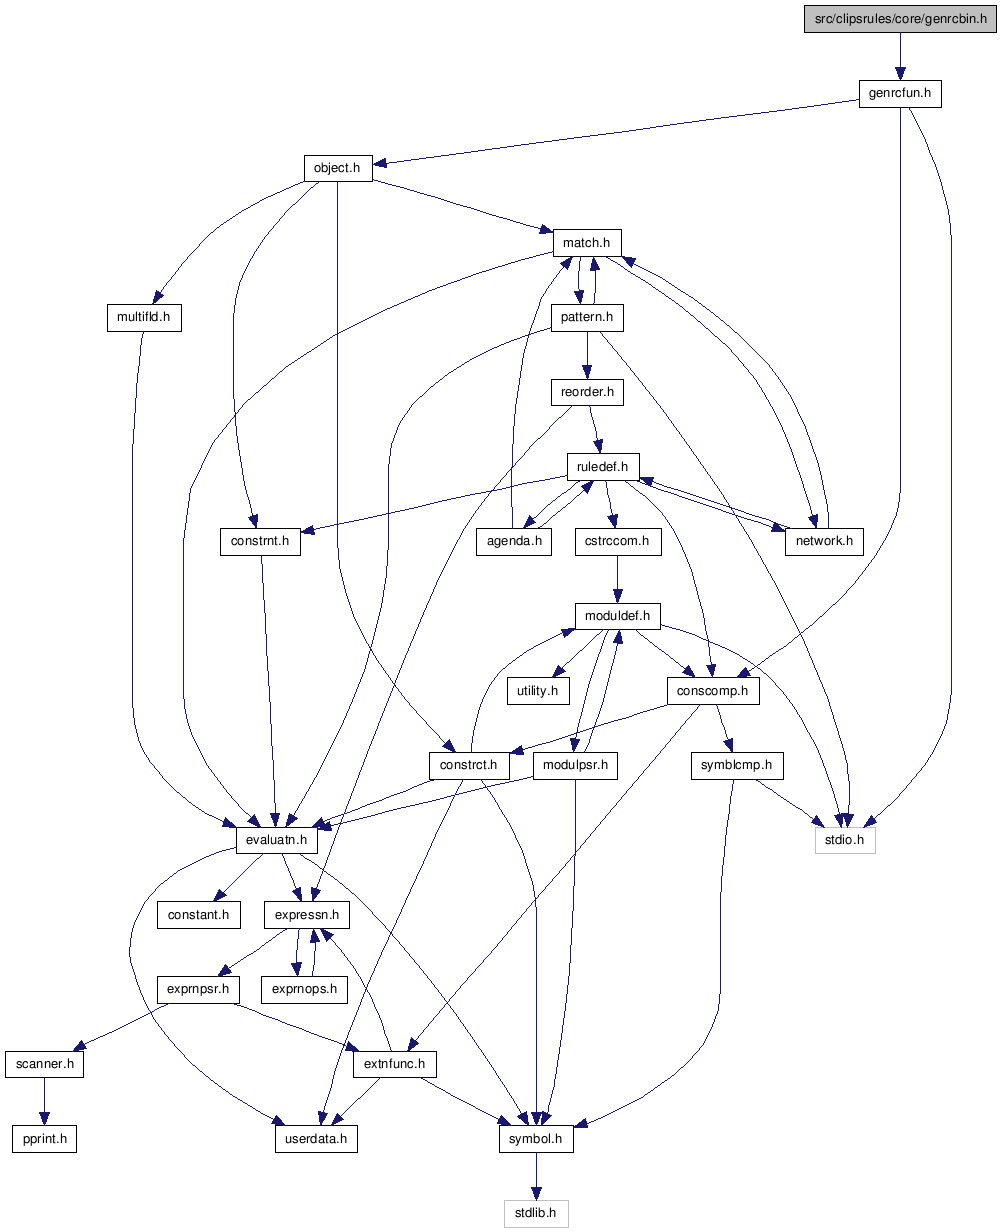 src/clipsrules/core/genrcbin.h
genrcfun.h
object.h
match.h
multifld.h
pattern.h
reorder.h
ruledef.h
constrnt.h
agenda.h
cstrccom.h
network.h
moduldef.h
utility.h
conscomp.h
constrct.h
modulpsr.h
symblcmp.h
evaluatn.h
stdio.h
constant.h
expressn.h
exprnpsr.h
exprnops.h
scanner.h
extnfunc.h
pprint.h
userdata.h
symbol.h
stdlib.h